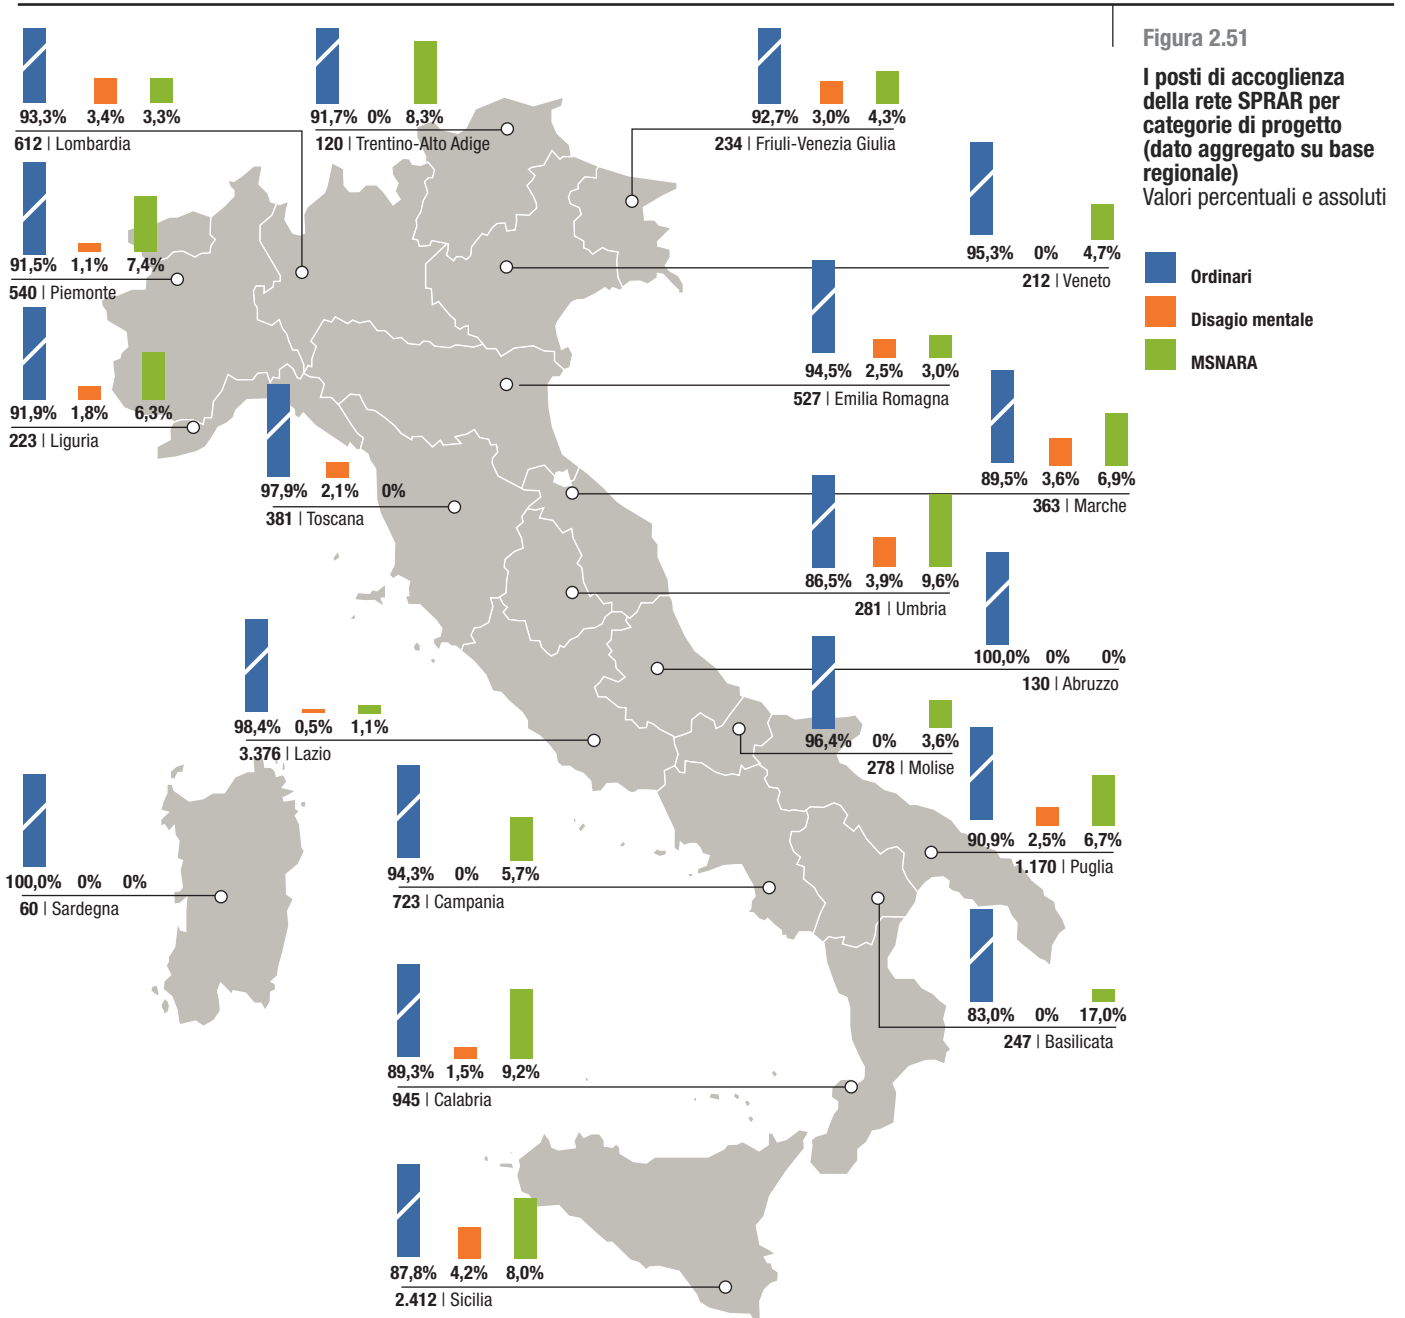 Figura 2.51
I posti di accoglienza
della rete SPRAR per
categorie di progetto
(dato aggregato su base
regionale)
Valori percentuali e assoluti
Ordinari
Disagio mentale
MSNARA
93,3% 3,4% 3,3%
612 | Lombardia
91,7% 0% 8,3%
120 | Trentino-Alto Adige
92,7% 3,0% 4,3%
234 | Friuli-Venezia Giulia
95,3% 0% 4,7%
212 | Veneto
91,5% 1,1% 7,4%
540 | Piemonte
94,5% 2,5% 3,0%
527 | Emilia Romagna
91,9% 1,8% 6,3%
223 | Liguria
97,9% 2,1% 0%
381 | Toscana
89,5% 3,6% 6,9%
363 | Marche
86,5% 3,9% 9,6%
281 | Umbria
100,0% 0% 0%
130 | Abruzzo
98,4% 0,5% 1,1%
3.376 | Lazio
96,4% 0% 3,6%
278 | Molise
90,9% 2,5% 6,7%
1.170 | Puglia
100,0% 0% 0%
60 | Sardegna
94,3% 0% 5,7%
723 | Campania
83,0% 0% 17,0%
247 | Basilicata
89,3% 1,5% 9,2%
945 | Calabria
87,8% 4,2% 8,0%
2.412 | Sicilia